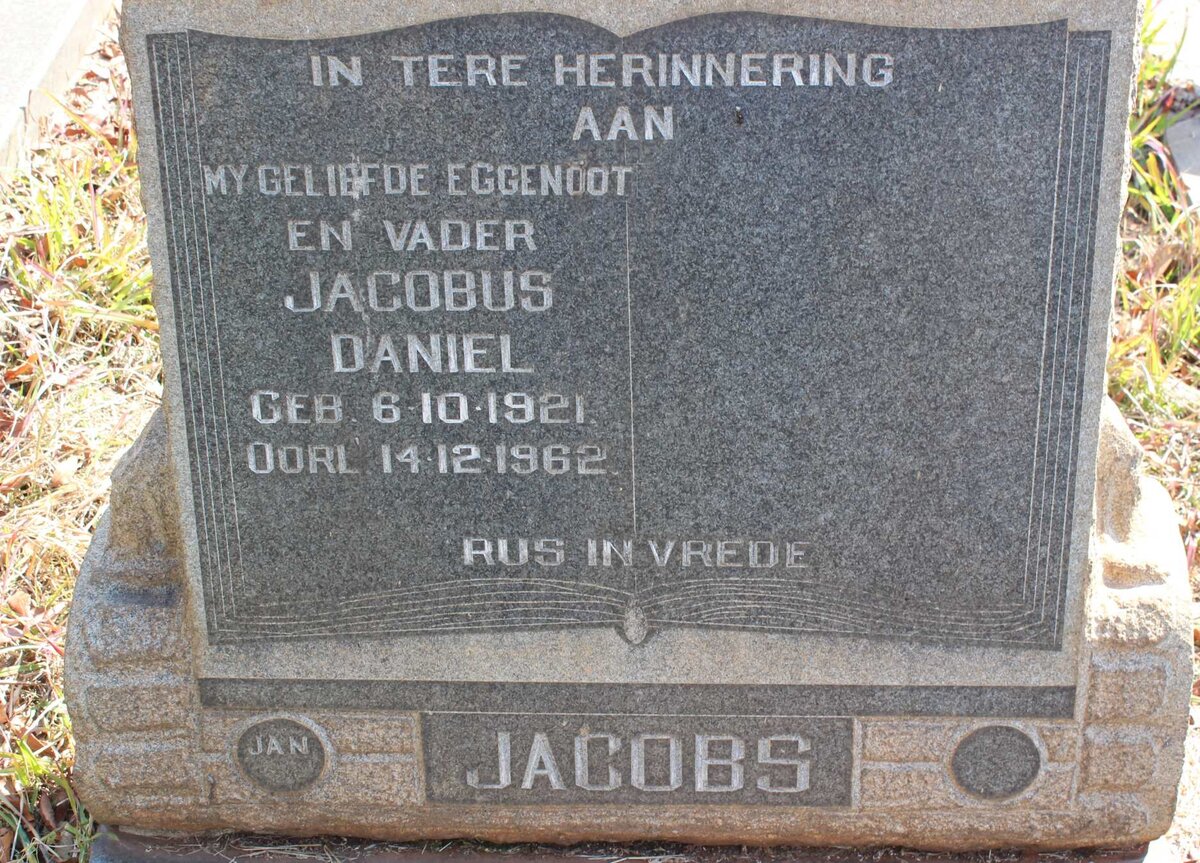 IN TERE HERINNERING
AAN
MY GELIEFDE EGGENOOT
EN VADER
JACOBUS
DANIEL
GEB. 6·10·1921.
OORL 14·12·1962.
RUS IN VREDE
JAN
JACOBS